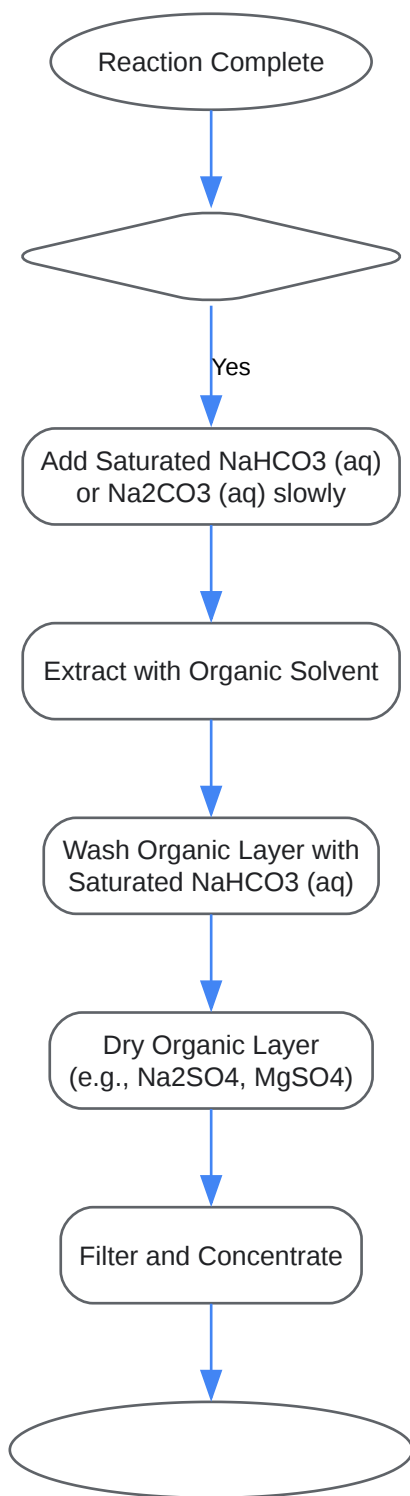 Reaction Complete
Yes
Add Saturated NaHCO3 (aq)
or Na2CO3 (aq) slowly
Extract with Organic Solvent
Wash Organic Layer with
Saturated NaHCO3 (aq)
Dry Organic Layer
(e.g., Na2SO4, MgSO4)
Filter and Concentrate